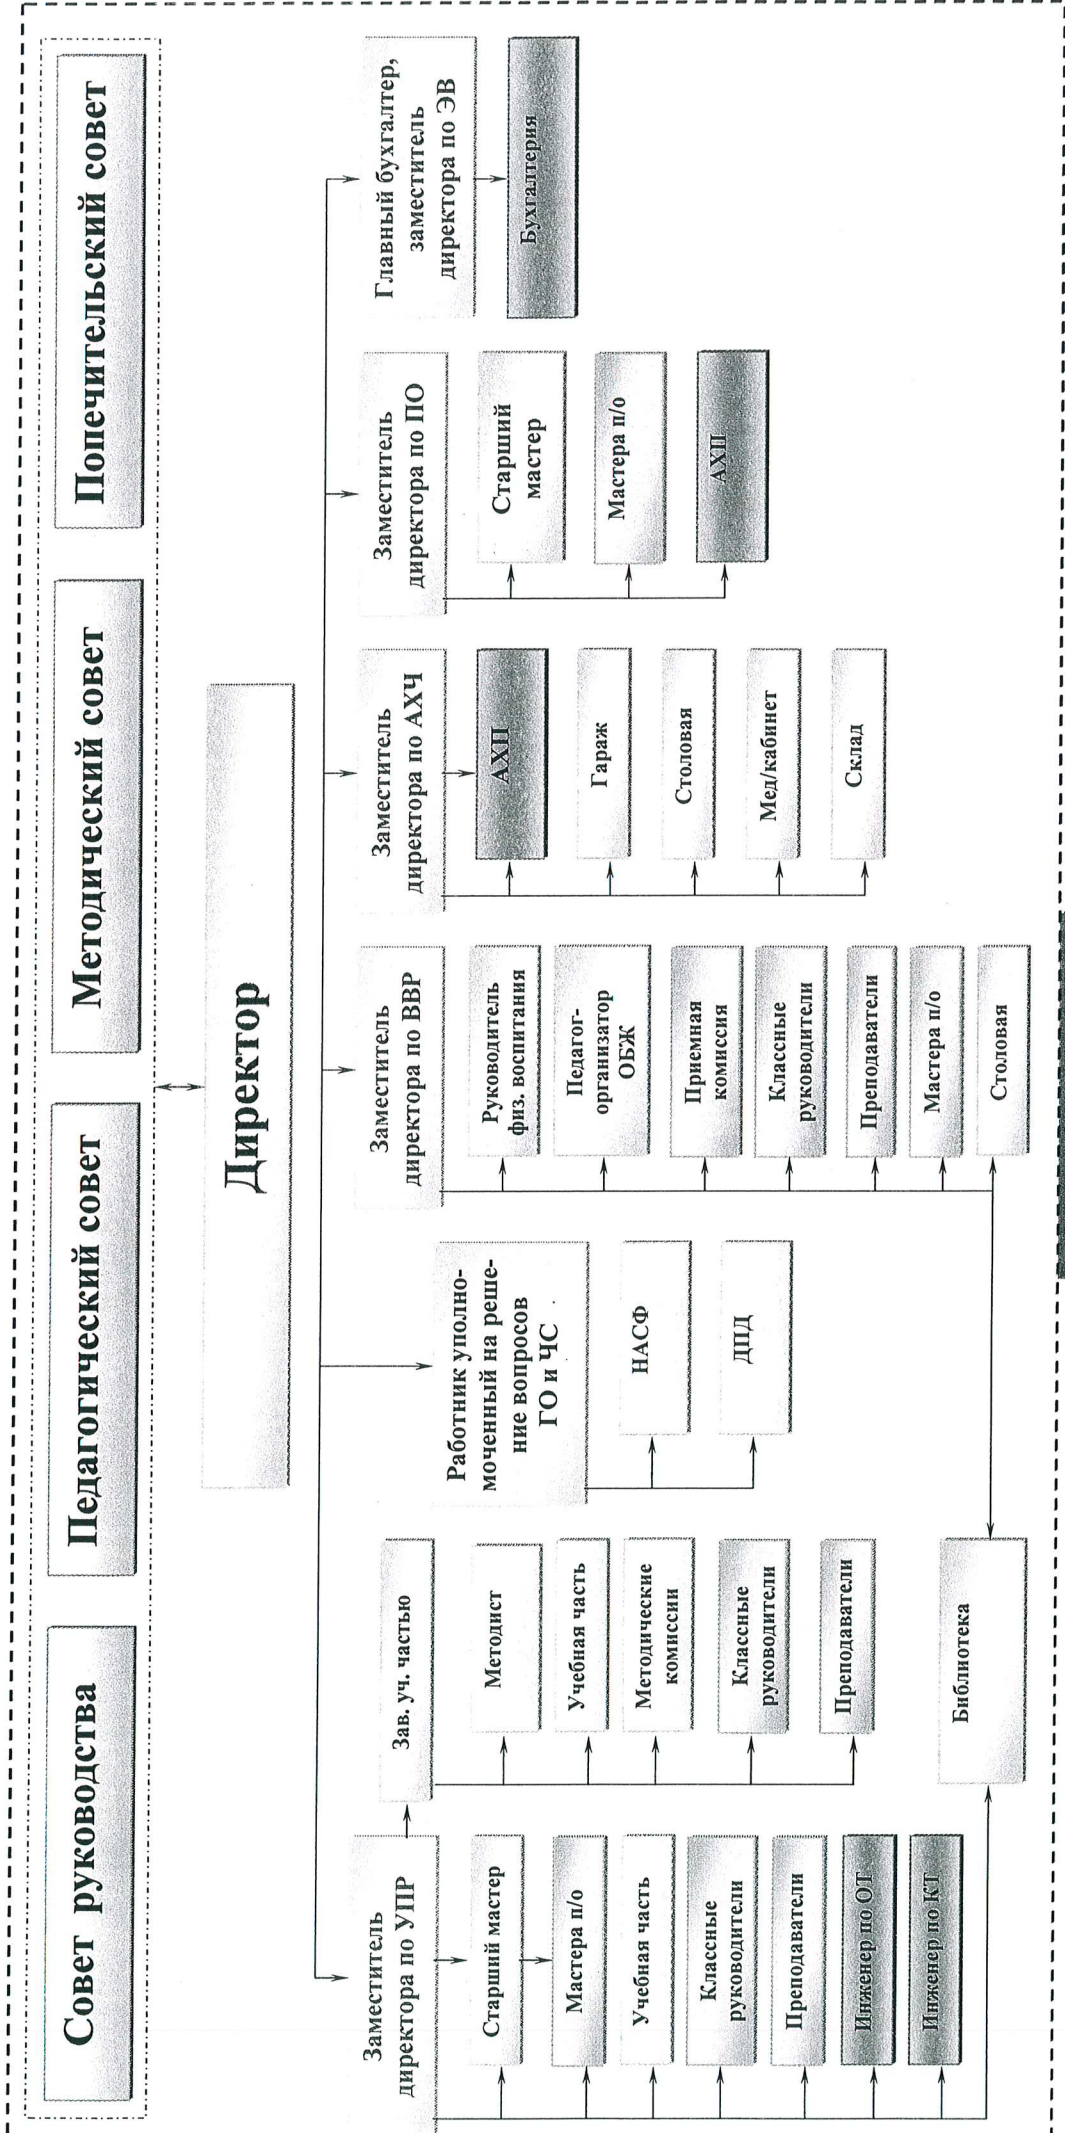 Совет руководства
Педагогический совет
Методический совет
Попечительский совет
Директор
Заместитель
директора по УПР
Старший мастер
Мастера п/о
Учебная часть
Классные
руководители
Преподаватели
Инженер по ОТ
Инженер по КТ
Зав. уч. частью
Методист
Учебная часть
Методические
комиссии
Классные
руководители
Преподаватели
Библиотека
Работник уполно-
моченный на реше-
ние вопросов
ГО и ЧС
НАСФ
ДПД
Заместитель
директора по ВВР
Руководитель
физ. воспитания
Педагог-
организатор
ОБЖ
Приемная
комиссия
Классные
руководители
Преподаватели
Мастера п/о
Столовая
Заместитель
директора по АХЧ
АХП
Гараж
Столовая
Мед/кабинет
Склад
Заместитель
директора по ПО
Старший
мастер
Мастера п/о
АХП
Главный бухгалтер,
заместитель
директора по ЭВ
Бухгалтерия